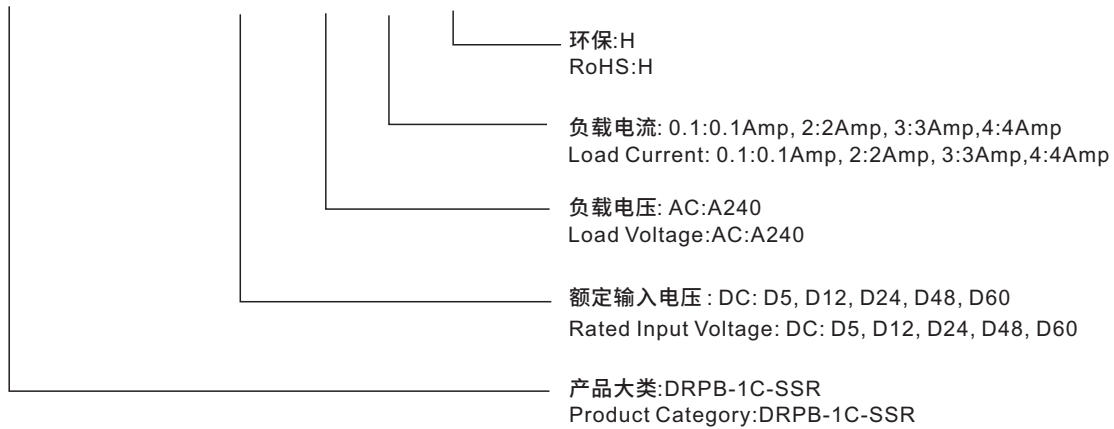 环保:H
RoHS:H
负载电流: 0.1:0.1Amp, 2:2Amp, 3:3Amp,4:4Amp
Load Current: 0.1:0.1Amp, 2:2Amp, 3:3Amp,4:4Amp
负载电压: AC:A240
Load Voltage:AC:A240
额定输入电压 : DC: D5, D12, D24, D48, D60
Rated Input Voltage: DC: D5, D12, D24, D48, D60
产品大类:DRPB-1C-SSR
Product Category:DRPB-1C-SSR